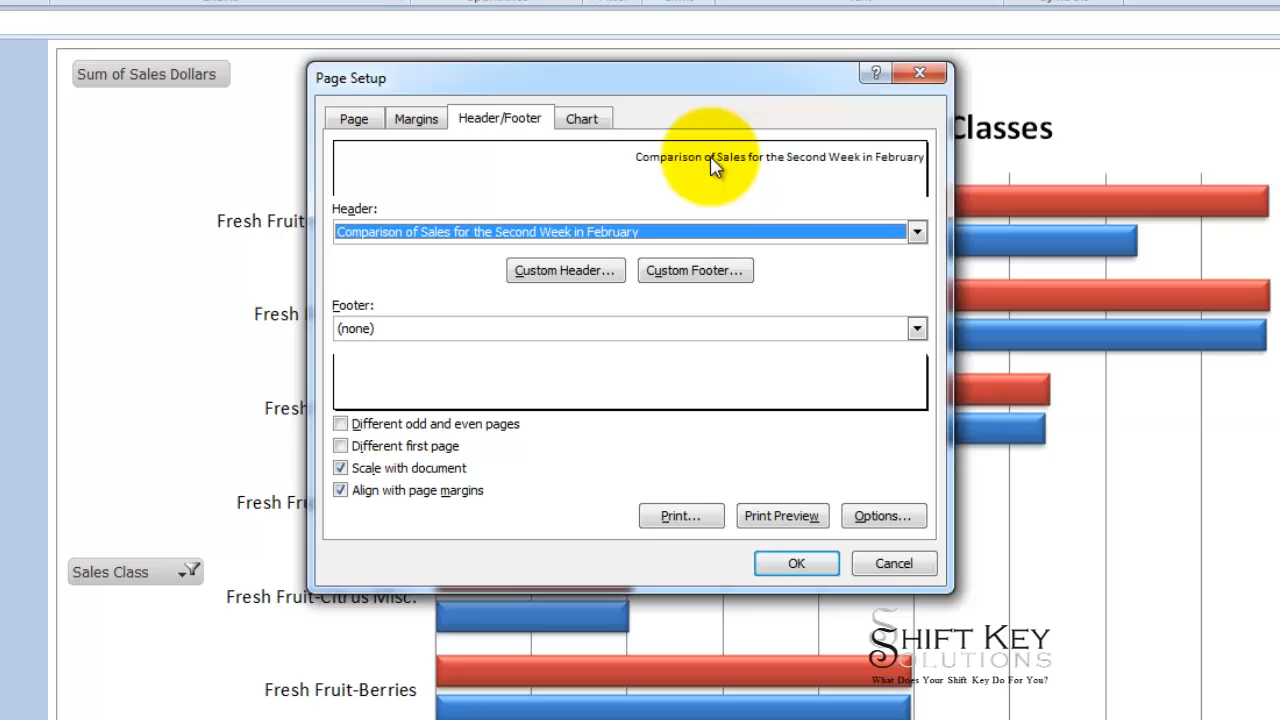 Sum of Sales Dollars
Page Setup
Page
Margins
Header/Footer
Chart
Classes
Comparison of Sales for the Second Week in February
Header:
Comparison of Sales for the Second Week in February
Custom Header...
Custom Footer...
Footer:
(none)
Different odd and even pages
Different first page
Scale with document
Align with page margins
Print...
Print Preview
Options...
OK
Cancel
Fresh Fruit
Fresh
Fresh
Fresh Fru
Sales Class
Fresh Fruit-Citrus Misc.
Fresh Fruit-Berries
SHIFT KEY
SOLUTIONS
What Does Your Shift Key Do For You?